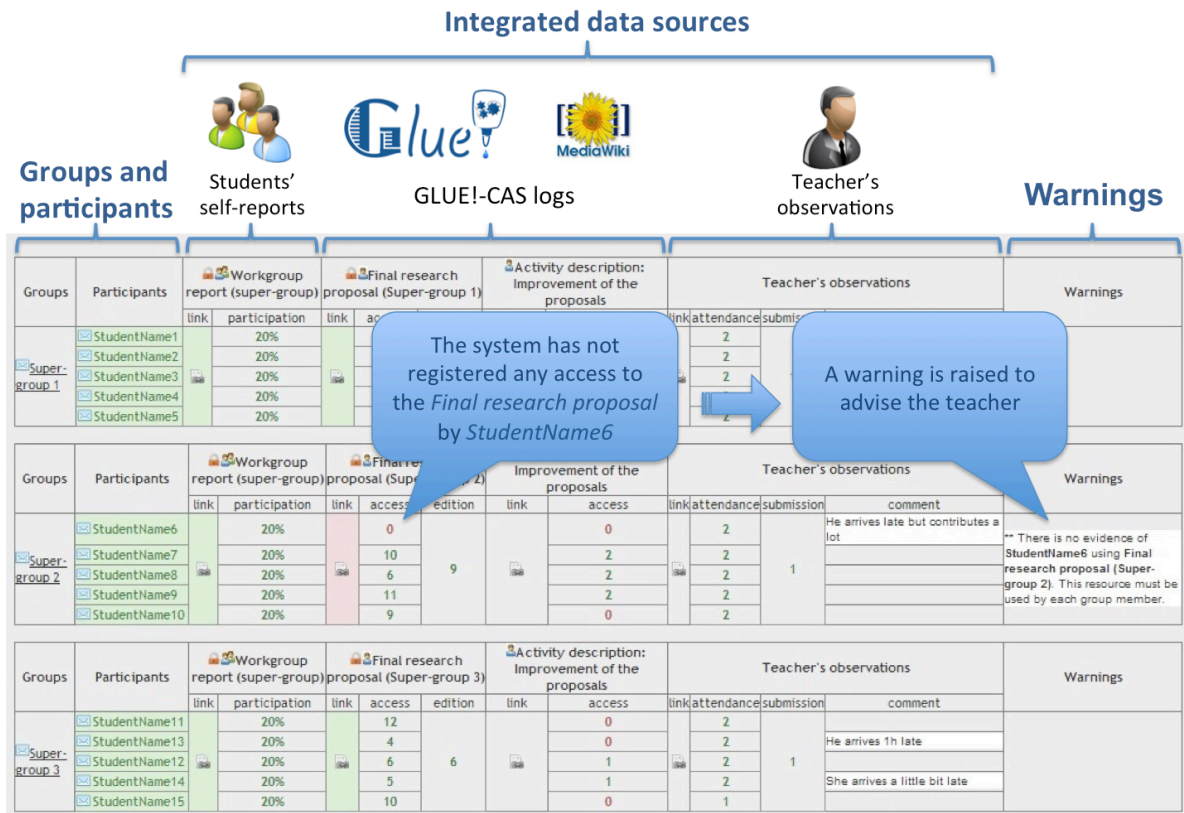 Integrated data sources
Glue!
MediaWiki
Groups and
participants
Students'
self-reports
GLUE!-CAS logs
Teacher's
observations
Warnings
Groups
Participants
Workgroup
report (super-group)
Final research
proposal (Super-group 1)
Activity description:
Improvement of the
proposals
Teacher's observations
Warnings
link participation link
link attendance
Super-
group 1
StudentName1 20% 2
StudentName2 20% 2
StudentName3 20% 2
StudentName4 20%
StudentName5 20%
The system has not
registered any access to
the Final research proposal
by StudentName6
A warning is raised to
advise the teacher
Groups
Participants
Workgroup
report (super-group)
2)
Improvement of the
proposals
Teacher's observations
Warnings
link participation link access edition link access link attendance submission comment
Super-
group 2
StudentName6 20% 0 0 2 He arrives late but contributes a
lot
StudentName7 20% 10 2 2
StudentName8 20% 6 9 2 2 1
StudentName9 20% 11 2 2
StudentName10 20% 9 0 2
** There is no evidence of
StudentName6 using Final
research proposal (Super-
group 2). This resource must be
used by each group member.
Groups
Participants
Workgroup
report (super-group)
Final research
proposal (Super-group 3)
Activity description:
Improvement of the
proposals
Teacher's observations
Warnings
link participation link access edition link access link attendance submission comment
Super-
group 3
StudentName11 20% 12 0 2
StudentName13 20% 4 0 2 He arrives 1h late
StudentName12 20% 6 6 1 2 1
StudentName14 20% 5 1 2 She arrives a little bit late
StudentName15 20% 10 0 1